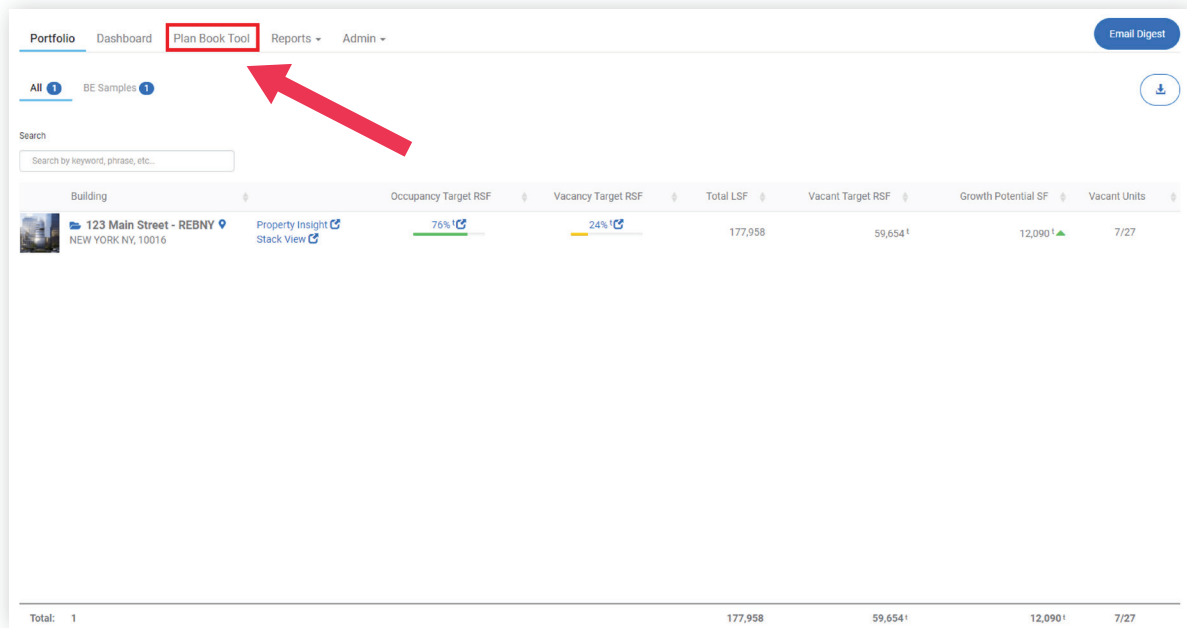 Portfolio Dashboard Plan Book Tool Reports Admin Email Digest
All 1 BE Samples 1
Search
Search by keyword, phrase, etc...
Building Occupancy Target RSF Vacancy Target RSF Total LSF Vacant Target RSF Growth Potential SF Vacant Units
123 Main Street - REBNY Property Insight 76% t 24% t 177,958 59,654 t 12,090 t 7/27
NEW YORK NY, 10016 Stack View
Total: 1 177,958 59,654 t 12,090 t 7/27